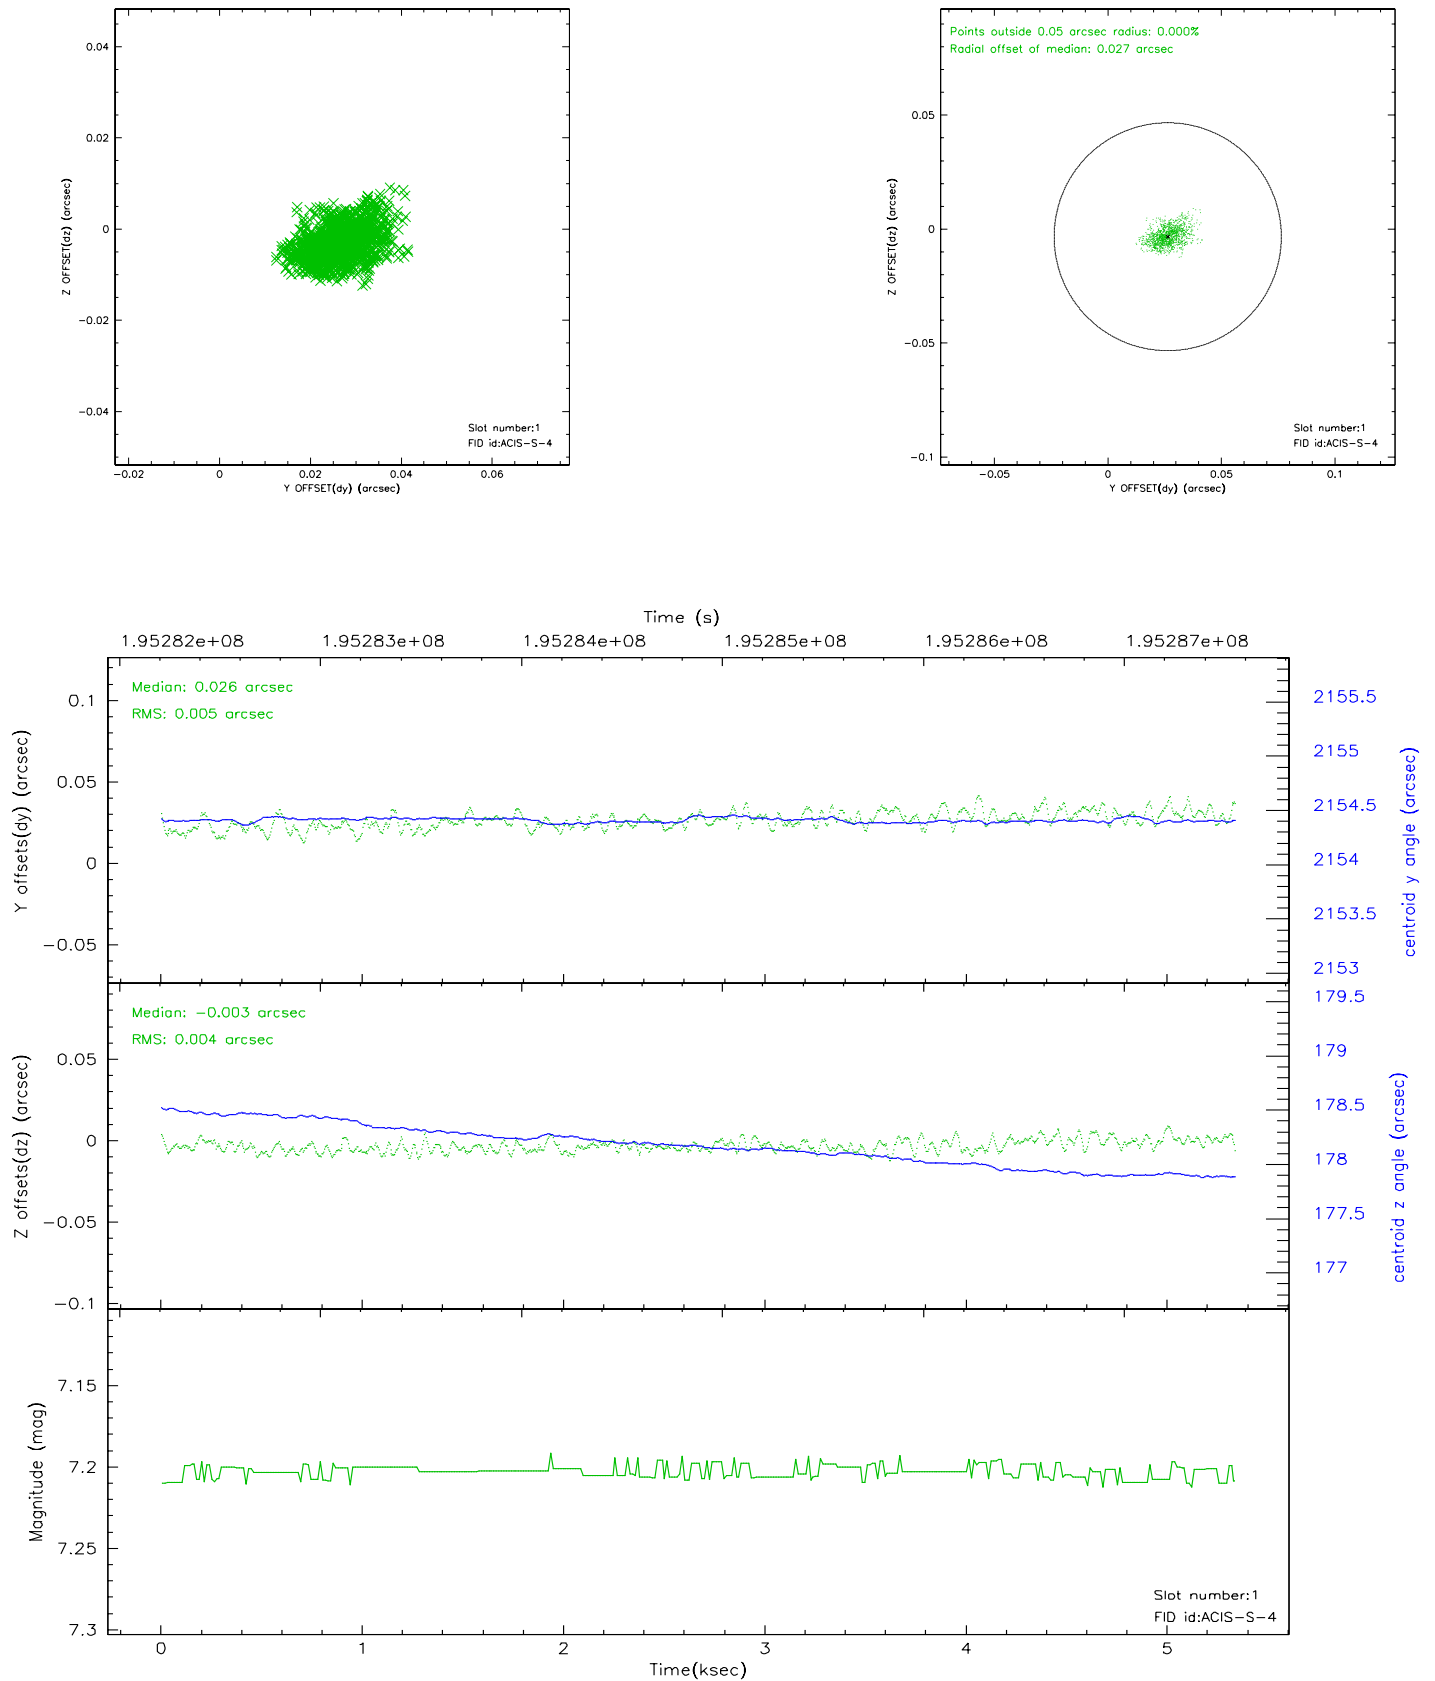 0.04
0.02
0
−0.02
−0.04
Z OFFSET(dz) (arcsec)
Slot number:1
FID id:ACIS−S−4
−0.02 0 0.02 0.04 0.06
Y OFFSET(dy) (arcsec)
Points outside 0.05 arcsec radius: 0.000%
Radial offset of median: 0.027 arcsec
0.05
0
−0.05
−0.1
Z OFFSET(dz) (arcsec)
Slot number:1
FID id:ACIS−S−4
−0.05 0 0.05 0.1
Y OFFSET(dy) (arcsec)
Time (s)
1.95282e+08 1.95283e+08 1.95284e+08 1.95285e+08 1.95286e+08 1.95287e+08
Median: 0.026 arcsec
RMS: 0.005 arcsec
0.1
0.05
0
−0.05
Y offsets(dy) (arcsec)
2155.5
2155
2154.5
2154
2153.5
2153
centroid y angle (arcsec)
Median: −0.003 arcsec
RMS: 0.004 arcsec
0.05
0
−0.05
−0.1
Z offsets(dz) (arcsec)
179.5
179
178.5
178
177.5
177
centroid z angle (arcsec)
7.15
7.2
7.25
7.3
Magnitude (mag)
Slot number:1
FID id:ACIS−S−4
0 1 2 3 4 5
Time(ksec)